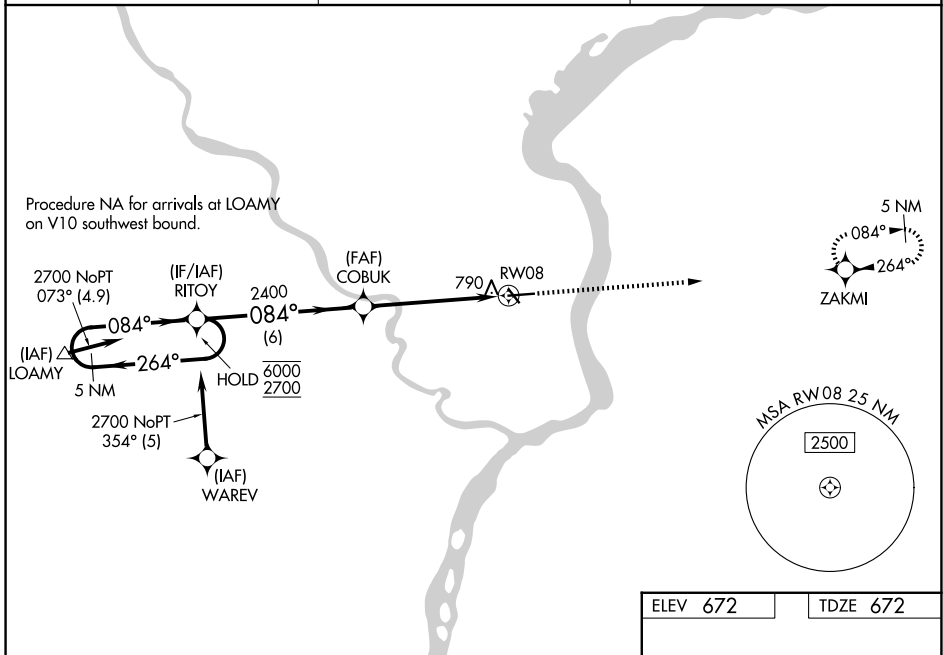 Procedure NA for arrivals at LOAMY
on V10 southwest bound.
2700 NoPT
073° (4.9)
(IAF)
LOAMY
5 NM
084°
264°
(IF/IAF)
RITOY
HOLD 6000
2700
2700 NoPT
354° (5)
(IAF)
WAREV
2400
084°
(6)
(FAF)
COBUK
790
RW08
5 NM
084°
264°
ZAKMI
MSA RW08 25 NM
2500
ELEV 672
TDZE 672